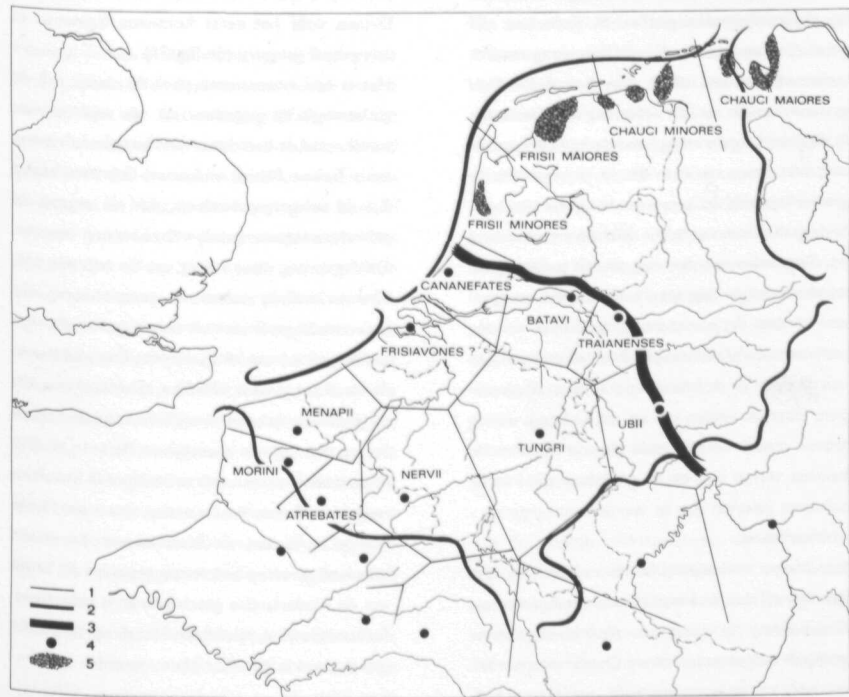 CHAUCI MAIORES
CHAUCI MINORES
FRISII MAIORES
FRISII MINORES
CANANEFATES
BATAVI
TRAIANENSES
FRISIAVONES ?
MENAPII
UBII
TUNGRI
MORINI
NERVII
ATREBATES
1
2
3
4
5